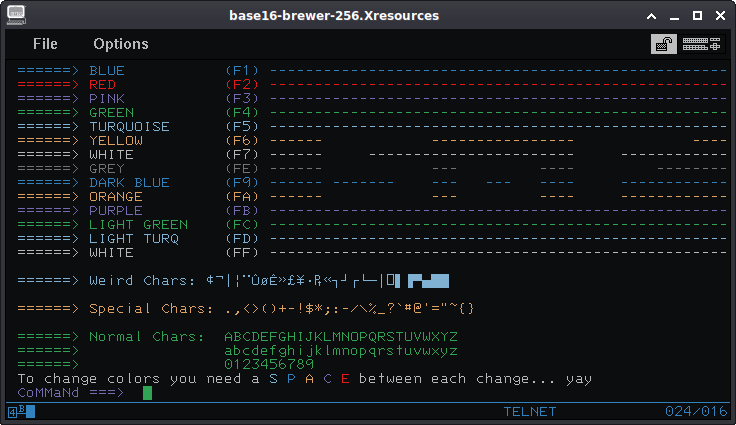 base16-brewer-256.Xresources
File Options
======> BLUE (F1) ---------------------------------------------------
======> RED (F2) ---------------------------------------------------
======> PINK (F3) ---------------------------------------------------
======> GREEN (F4) ---------------------------------------------------
======> TURQUOISE (F5) ---------------------------------------------------
======> YELLOW (F6) ------ ---------------- ----
======> WHITE (F7) ------ ---------------- ------------
======> GREY (FE) --- ---- ----
======> DARK BLUE (F9) ------ ------- --- --- ---- ------------
======> ORANGE (FA) ------ --- ---- ------------
======> PURPLE (FB) ---------------------------------------------------
======> LIGHT GREEN (FC) ---------------------------------------------------
======> LIGHT TURQ (FD) ---------------------------------------------------
======> WHITE (FF) ---------------------------------------------------
======> Weird Chars: ¢¬|¦¨ÛøÊ»£¥·₧«┐┘┌└─│
======> Special Chars: .,<>()+-!$*;:-/\%_?`#@'="~{}
======> Normal Chars: ABCDEFGHIJKLMNOPQRSTUVWXYZ
======> abcdefghijklmnopqrstuvwxyz
======> 0123456789
To change colors you need a S P A C E between each change... yay
CoMMaNd ===>
4 B TELNET 024/016